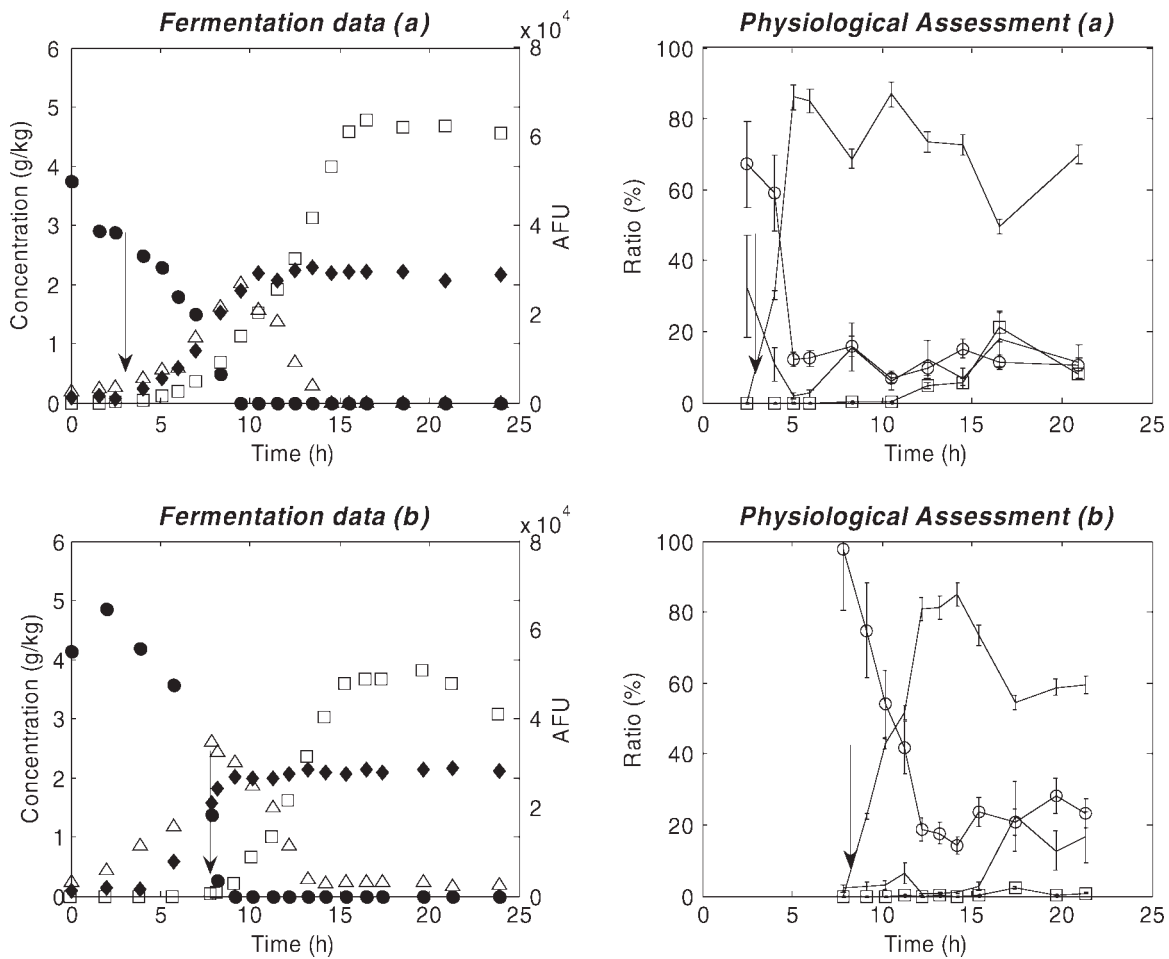 Fermentation data (a)
x10^4
6
5
4
3
2
1
0
Concentration (g/kg)
8
6
4
2
0
AFU
0 5 10 15 20 25
Time (h)
Physiological Assessment (a)
100
80
60
40
20
0
Ratio (%)
0 5 10 15 20 25
Time (h)
Fermentation data (b)
x10^4
6
5
4
3
2
1
0
Concentration (g/kg)
8
6
4
2
0
AFU
0 5 10 15 20 25
Time (h)
Physiological Assessment (b)
100
80
60
40
20
0
Ratio (%)
0 5 10 15 20 25
Time (h)